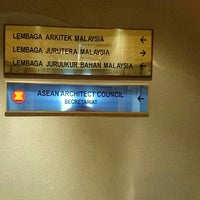 LEMBAGA ARKITEK MALAYSIA ←
LEMBAGA JURUTERA MALAYSIA ←
LEMBAGA JURUUKUR BAHAN MALAYSIA ←
ASEAN ARCHITECT COUNCIL ←
SECRETARIAT